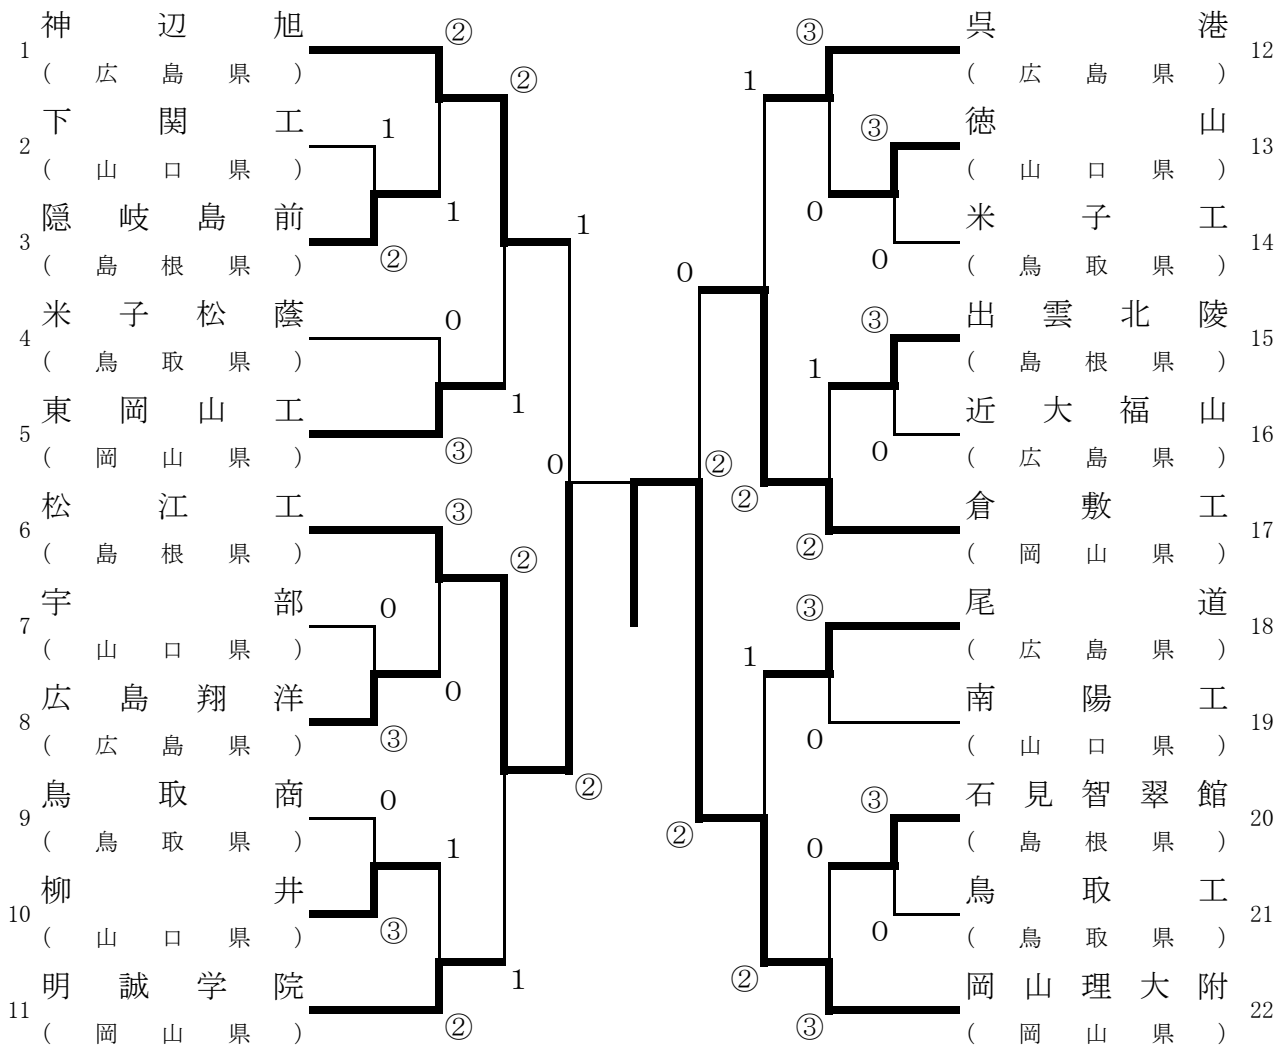 1 神辺旭
(広島県)
2 下関工
(山口県)
3 隠岐島前
(島根県)
4 米子松蔭
(鳥取県)
5 東岡山工
(岡山県)
6 松江工
(島根県)
7 宇部
(山口県)
8 広島翔洋
(広島県)
9 鳥取商
(鳥取県)
10 柳井
(山口県)
11 明誠学院
(岡山県)
②
②
1
1
②
1
0
1
③
0
③
②
0
0
③
②
0
1
③
1
②
③
1
③
0
0
0
③
1
0
②
②
②
③
1
0
②
③
0
0
②
③
呉港 12
(広島県)
徳山 13
(山口県)
米子工 14
(鳥取県)
出雲北陵 15
(島根県)
近大福山 16
(広島県)
倉敷工 17
(岡山県)
尾道 18
(広島県)
南陽工 19
(山口県)
石見智翠館 20
(島根県)
鳥取工 21
(鳥取県)
岡山理大附 22
(岡山県)